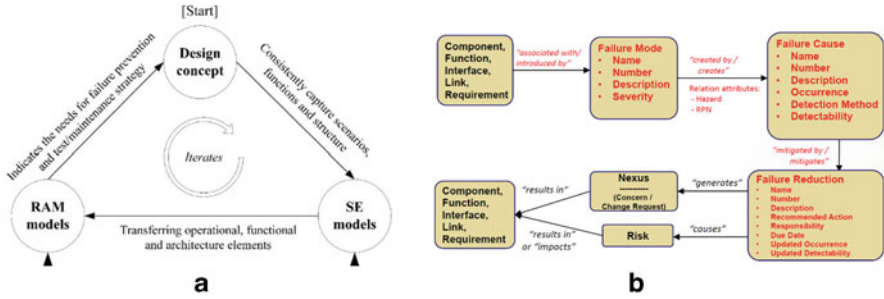 [Start]
Design
concept
Indicates the needs for failure prevention
and test/maintenance strategy
Consistently capture scenarios,
functions and structure
Iterates
RAM
models
SE
models
Transferring operational, functional
and architecture elements
a
Component,
Function,
Interface,
Link,
Requirement
"associated with/
introduced by"
Failure Mode
• Name
• Number
• Description
• Severity
"created by /
creates"
Relation attributes:
- Hazard
- RPN
Failure Cause
• Name
• Number
• Description
• Occurrence
• Detection Method
• Detectability
"mitigated by /
mitigates"
Failure Reduction
• Name
• Number
• Description
• Recommended Action
• Responsibility
• Due Date
• Updated Occurrence
• Updated Detectability
"generates"
Nexus
-----------
(Concern /
Change Request)
"results in"
"causes"
Risk
"results in"
or "impacts"
Component,
Function,
Interface,
Link,
Requirement
b